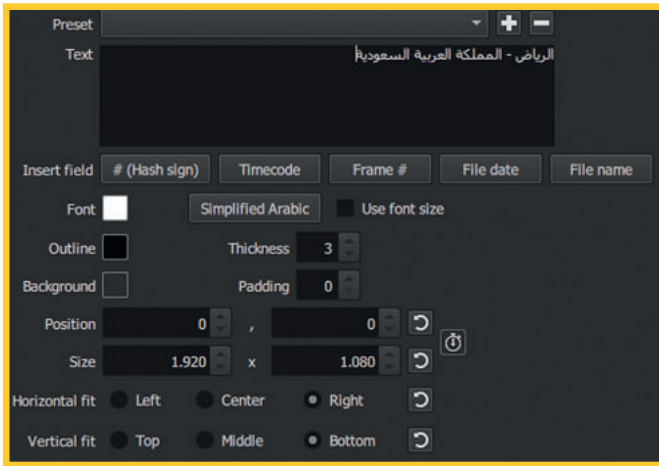 Preset
Text الرياض - المملكة العربية السعودية
Insert field # (Hash sign) Timecode Frame # File date File name
Font Simplified Arabic Use font size
Outline Thickness 3
Background Padding 0
Position 0 , 0
Size 1.920 x 1.080
Horizontal fit Left Center Right
Vertical fit Top Middle Bottom